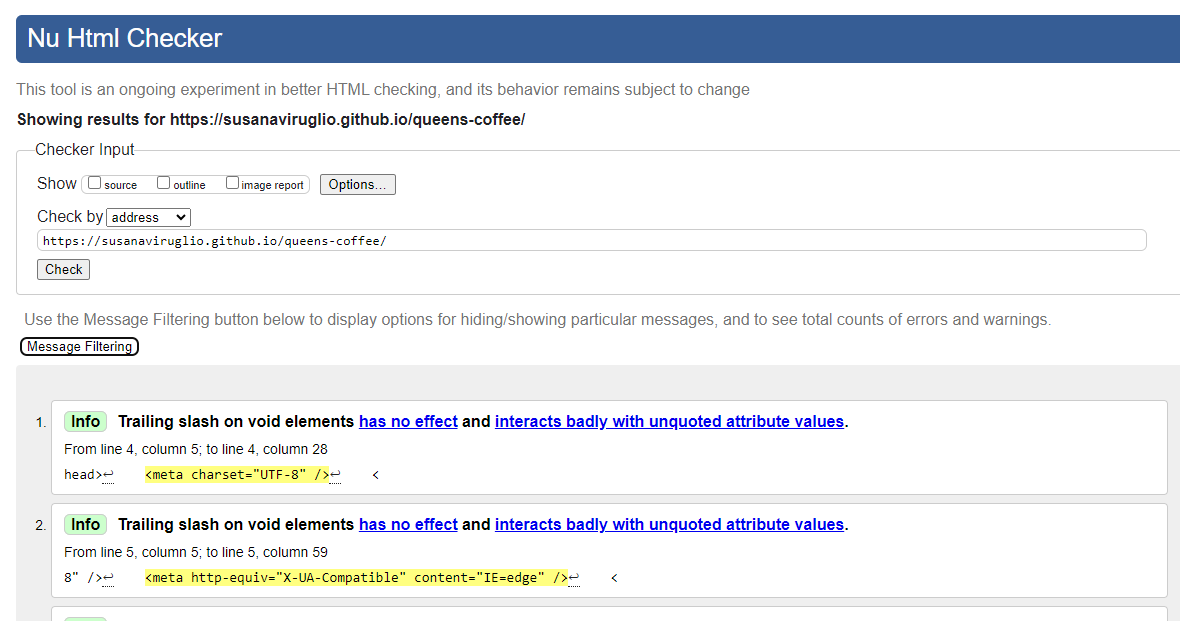 Nu Html Checker
This tool is an ongoing experiment in better HTML checking, and its behavior remains subject to change
Showing results for https://susanaviruglio.github.io/queens-coffee/
Checker Input
Show source outline image report Options...
Check by address
https://susanaviruglio.github.io/queens-coffee/
Check
Use the Message Filtering button below to display options for hiding/showing particular messages, and to see total counts of errors and warnings.
Message Filtering
1. Info Trailing slash on void elements has no effect and interacts badly with unquoted attribute values.
From line 4, column 5; to line 4, column 28
head>↩ <meta charset="UTF-8" />↩ <
2. Info Trailing slash on void elements has no effect and interacts badly with unquoted attribute values.
From line 5, column 5; to line 5, column 59
8" />↩ <meta http-equiv="X-UA-Compatible" content="IE=edge" />↩ <